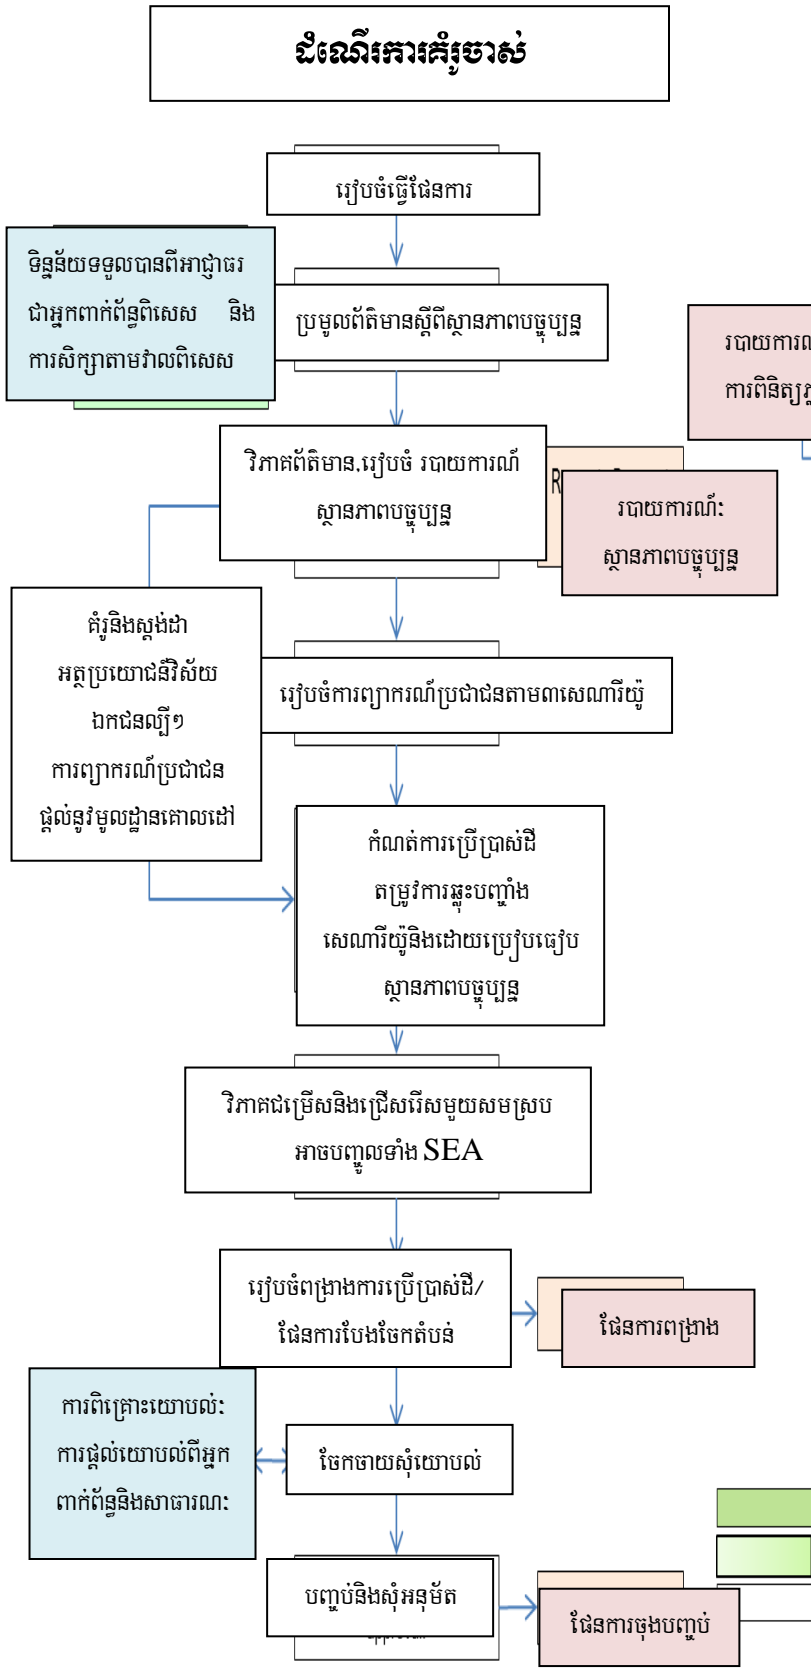 ដំណើរការគំរូចាស់
រៀបចំធ្វើផែនការ
ទិន្នន័យទទួលបានពីអាជ្ញាធរ
ជាអ្នកពាក់ព័ន្ធពិសេស និង
ការសិក្សាតាមវាលពិសេស
ប្រមូលព័ត៌មានស្តីពីស្ថានភាពបច្ចុប្បន្ន
របាយការណ
ការពិនិត្យ
វិភាគព័ត៌មាន,រៀបចំ របាយការណ៍
ស្ថានភាពបច្ចុប្បន្ន
របាយការណ៍ៈ
ស្ថានភាពបច្ចុប្បន្ន
គំរូនិងស្តង់ដា
អត្ថប្រយោជន៍វិស័យ
ឯកជនល្បីៗ
ការព្យាករណ៍ប្រជាជន
ផ្តល់នូវមូលដ្ឋានគោលដៅ
រៀបចំការព្យាករណ៍ប្រជាជនតាម៣សេណារីយ៉ូ
កំណត់ការប្រើប្រាស់ដី
តម្រូវការឆ្លុះបញ្ចាំង
សេណារីយ៉ូនិងដោយប្រៀបធៀប
ស្ថានភាពបច្ចុប្បន្ន
វិភាគជម្រើសនិងជ្រើសរើសមួយសមស្រប
អាចបញ្ចូលទាំង SEA
រៀបចំពង្រាងការប្រើប្រាស់ដី/
ផែនការបែងចែកតំបន់
ផែនការពង្រាង
ការពិគ្រោះយោបល់ៈ
ការផ្តល់យោបល់ពីអ្នក
ពាក់ព័ន្ធនិងសាធារណៈ
ចែកចាយសុំយោបល់
បញ្ចប់និងសុំអនុម័ត
ផែនការចុងបញ្ចប់